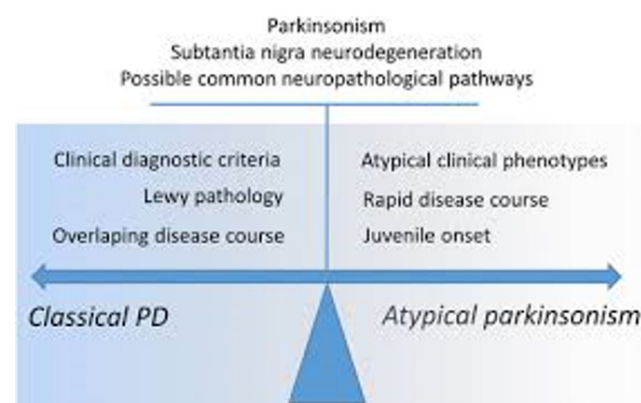 Parkinsonism
Subtantia nigra neurodegeneration
Possible common neuropathological pathways
Clinical diagnostic criteria
Lewy pathology
Overlaping disease course
Atypical clinical phenotypes
Rapid disease course
Juvenile onset
Classical PD
Atypical parkinsonism